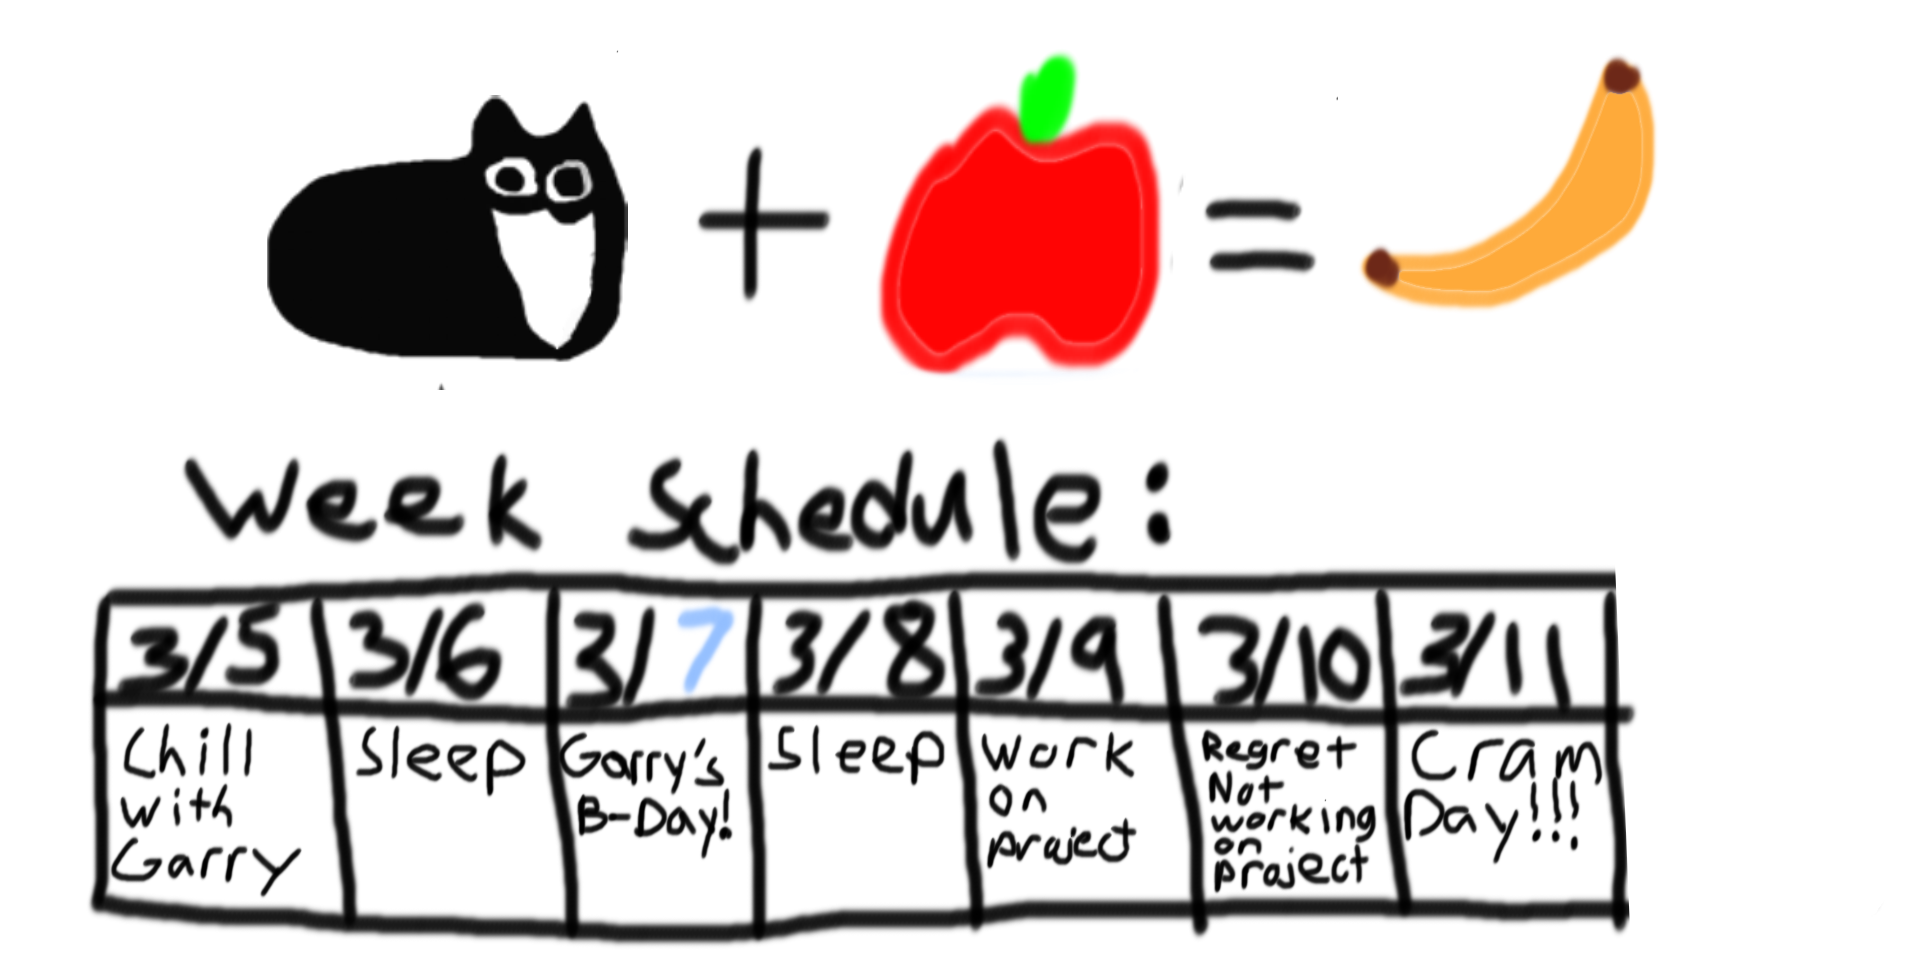 + =
Week Schedule:
3/5 3/6 3/7 3/8 3/9 3/10 3/11
Chill
with
Garry
Sleep
Garry's
B-Day!
Sleep
Work
on
project
Regret
Not
working
on
project
Cram
Day!!!